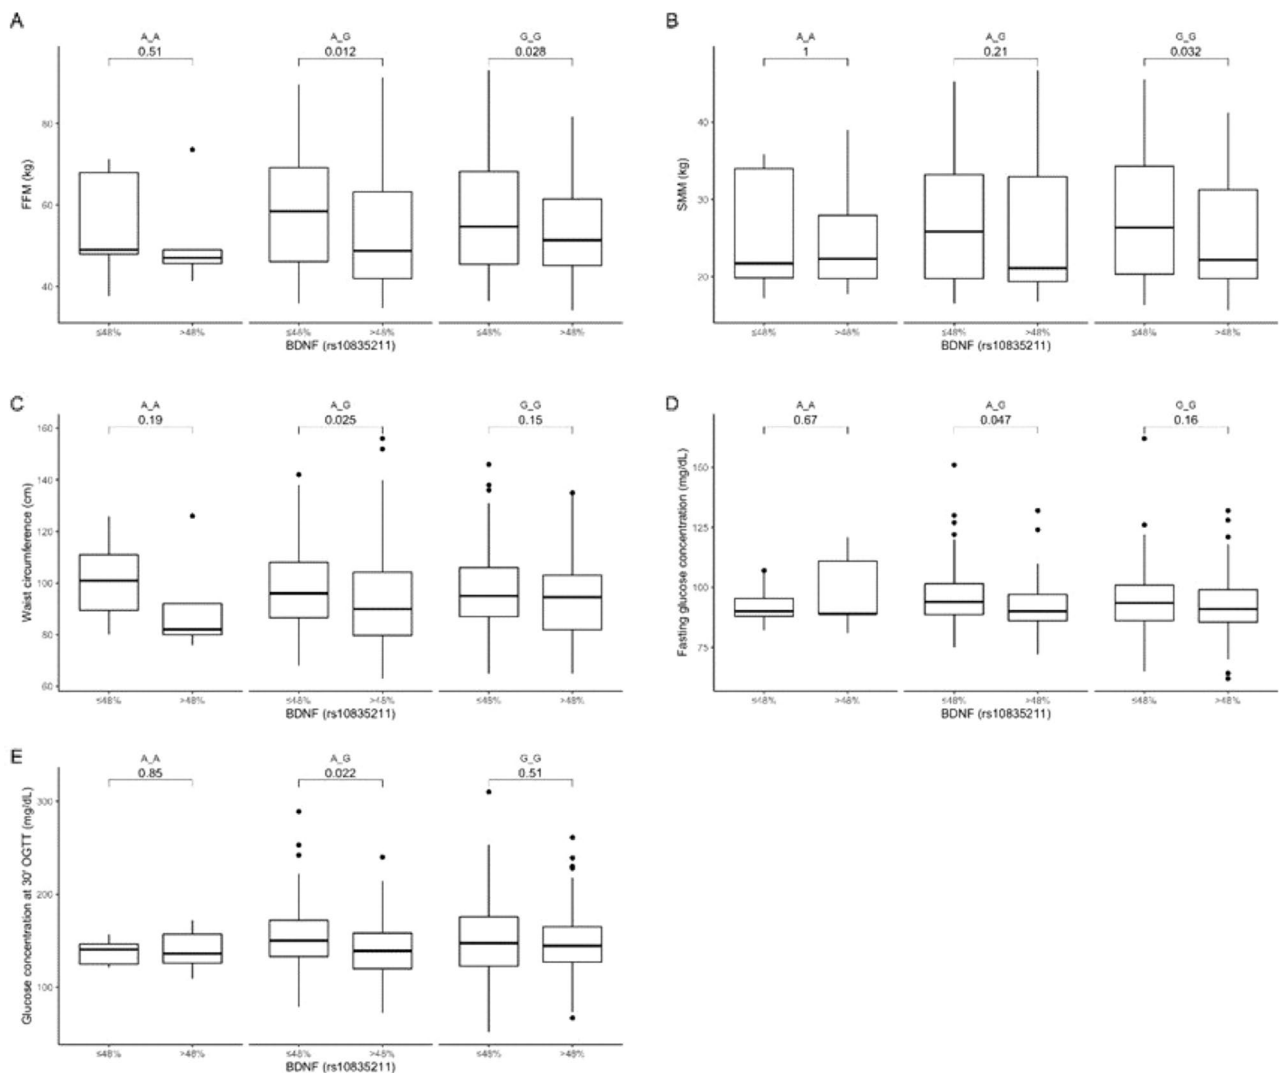 A
A_A
A_G
G_G
0.51
0.012
0.028
FFM (kg)
80
60
40
≤48%
>48%
≤48%
>48%
≤48%
>48%
BDNF (rs10835211)
B
A_A
A_G
G_G
1
0.21
0.032
SMM (kg)
40
30
20
≤48%
>48%
≤48%
>48%
≤48%
>48%
BDNF (rs10835211)
C
A_A
A_G
G_G
0.19
0.025
0.15
Waist circumference (cm)
160
140
120
100
80
60
≤48%
>48%
≤48%
>48%
≤48%
>48%
BDNF (rs10835211)
D
A_A
A_G
G_G
0.67
0.047
0.16
Fasting glucose concentration (mg/dL)
150
125
100
75
≤48%
>48%
≤48%
>48%
≤48%
>48%
BDNF (rs10835211)
E
A_A
A_G
G_G
0.85
0.022
0.51
Glucose concentration at 30' OGTT (mg/dL)
300
200
100
≤48%
>48%
≤48%
>48%
≤48%
>48%
BDNF (rs10835211)